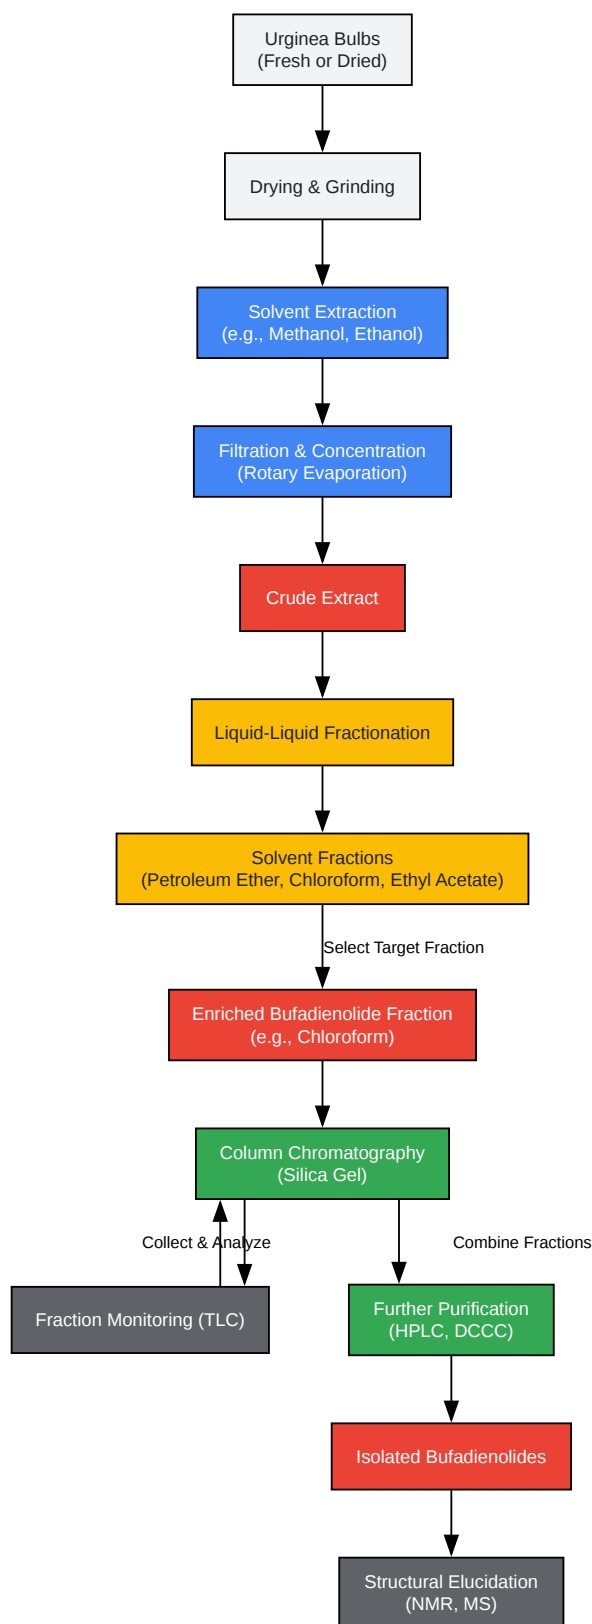 Urginea Bulbs
(Fresh or Dried)
Drying & Grinding
Solvent Extraction
(e.g., Methanol, Ethanol)
Filtration & Concentration
(Rotary Evaporation)
Crude Extract
Liquid-Liquid Fractionation
Solvent Fractions
(Petroleum Ether, Chloroform, Ethyl Acetate)
Select Target Fraction
Enriched Bufadienolide Fraction
(e.g., Chloroform)
Column Chromatography
(Silica Gel)
Collect & Analyze
Combine Fractions
Fraction Monitoring (TLC)
Further Purification
(HPLC, DCCC)
Isolated Bufadienolides
Structural Elucidation
(NMR, MS)